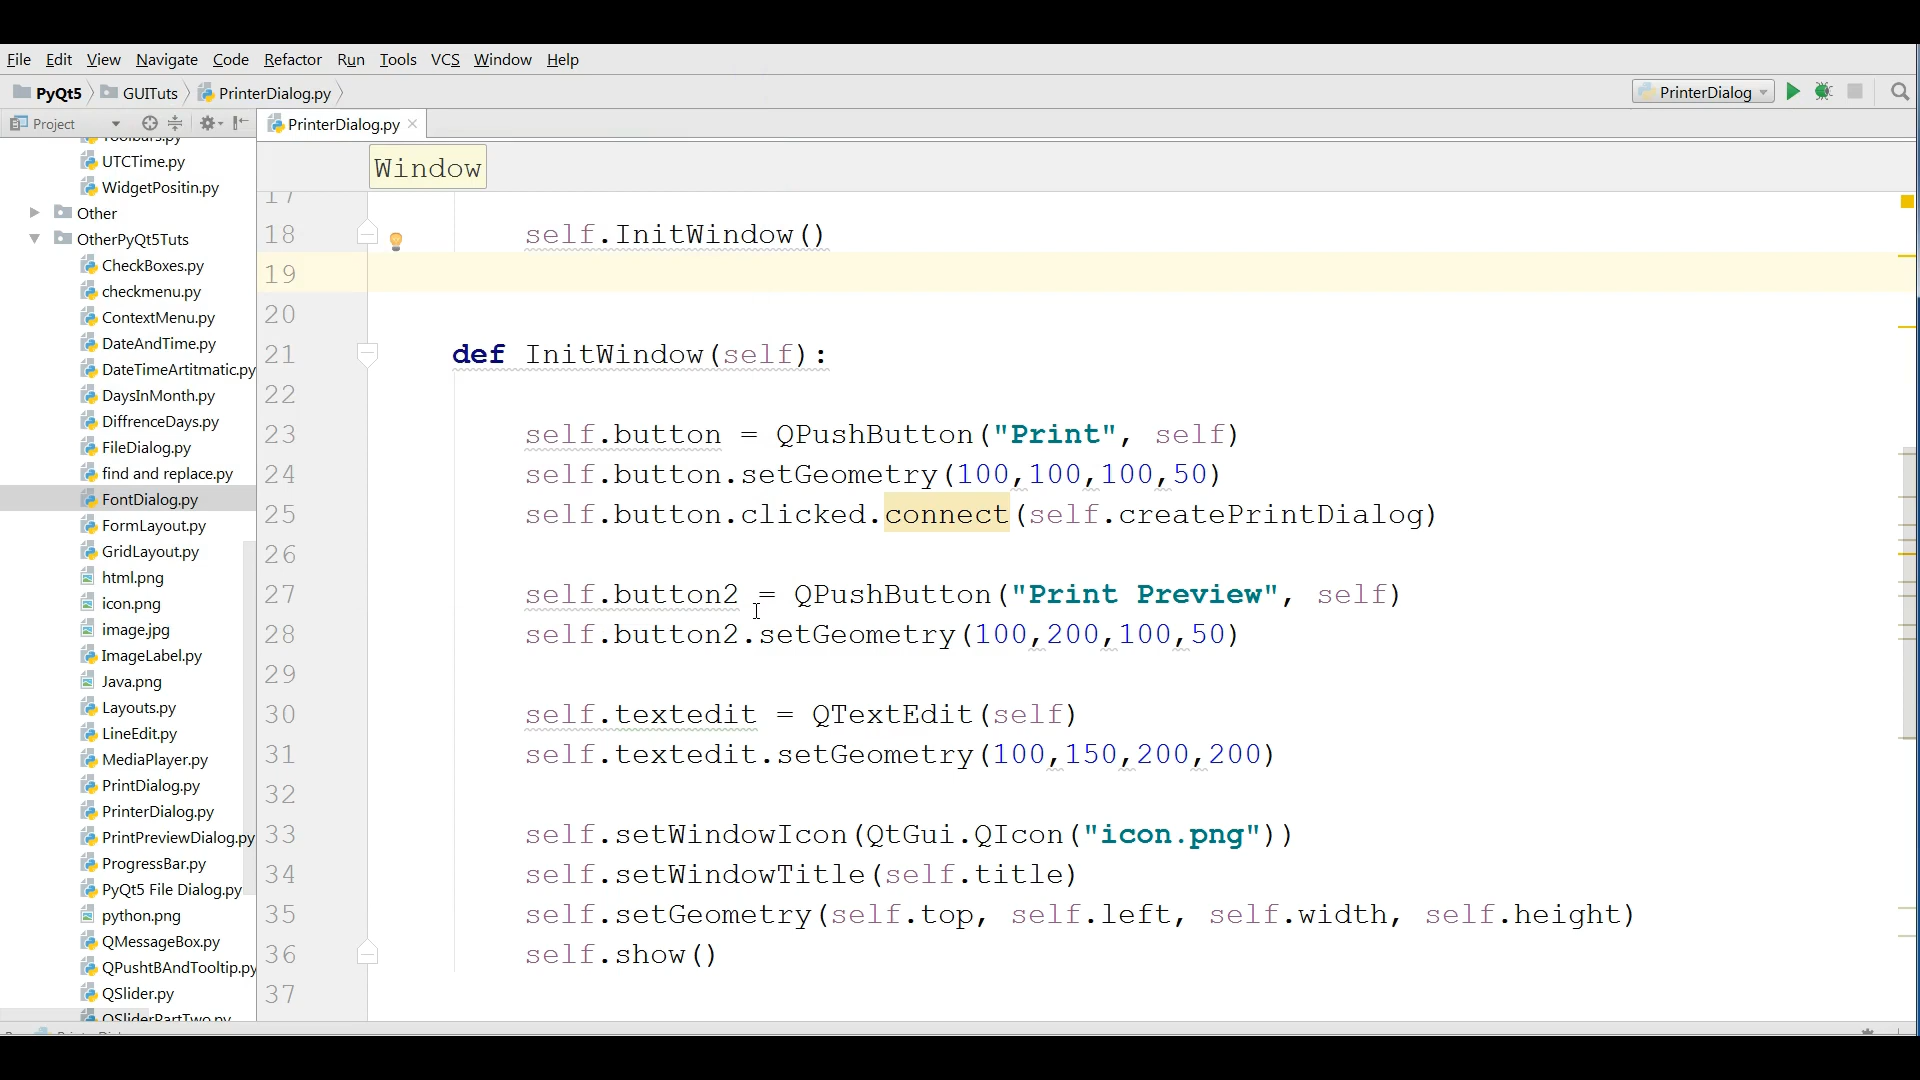 File Edit View Navigate Code Refactor Run Tools VCS Window Help
PyQt5 GUITuts PrinterDialog.py PrinterDialog
Project PrinterDialog.py
Window
UTCTime.py
WidgetPositin.py
Other
OtherPyQt5Tuts
CheckBoxes.py
checkmenu.py
ContextMenu.py
DateAndTime.py
DateTimeArtitmatic.py
DaysInMonth.py
DiffrenceDays.py
FileDialog.py
find and replace.py
FontDialog.py
FormLayout.py
GridLayout.py
html.png
icon.png
image.jpg
ImageLabel.py
Java.png
Layouts.py
LineEdit.py
MediaPlayer.py
PrintDialog.py
PrinterDialog.py
PrintPreviewDialog.py
ProgressBar.py
PyQt5 File Dialog.py
python.png
QMessageBox.py
QPushtBAndTooltip.py
QSlider.py
QSliderPartTwo.py
17
18 self.InitWindow()
19
20
21 def InitWindow(self):
22
23 self.button = QPushButton("Print", self)
24 self.button.setGeometry(100,100,100,50)
25 self.button.clicked.connect(self.createPrintDialog)
26
27 self.button2 = QPushButton("Print Preview", self)
28 self.button2.setGeometry(100,200,100,50)
29
30 self.textedit = QTextEdit(self)
31 self.textedit.setGeometry(100,150,200,200)
32
33 self.setWindowIcon(QtGui.QIcon("icon.png"))
34 self.setWindowTitle(self.title)
35 self.setGeometry(self.top, self.left, self.width, self.height)
36 self.show()
37